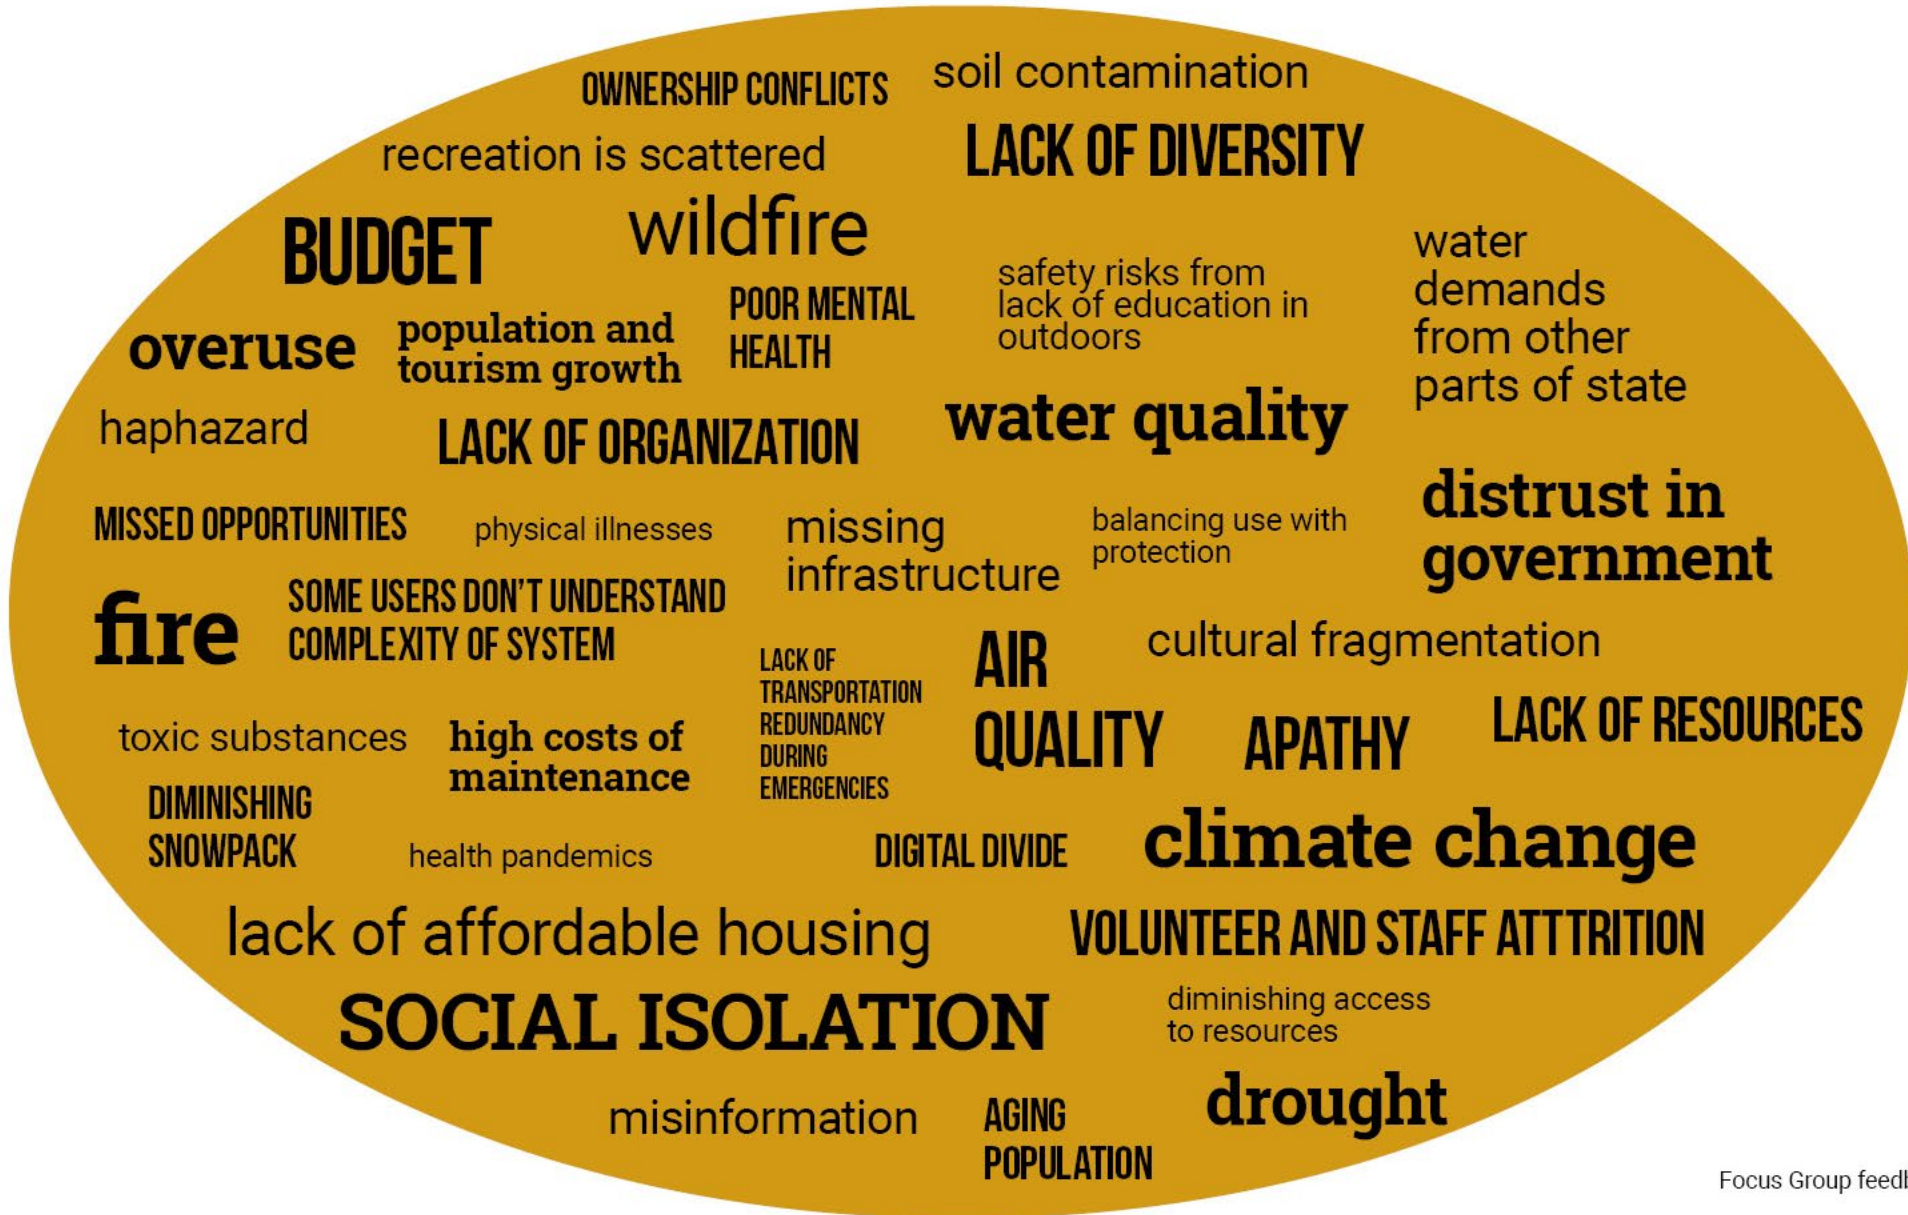 OWNERSHIP CONFLICTS
soil contamination
recreation is scattered
LACK OF DIVERSITY
BUDGET
wildfire
water
demands
from other
parts of state
safety risks from
lack of education in
outdoors
POOR MENTAL
HEALTH
overuse
population and
tourism growth
haphazard
LACK OF ORGANIZATION
water quality
distrust in
government
MISSED OPPORTUNITIES
physical illnesses
missing
infrastructure
balancing use with
protection
fire
SOME USERS DON'T UNDERSTAND
COMPLEXITY OF SYSTEM
LACK OF
TRANSPORTATION
REDUNDANCY
DURING
EMERGENCIES
AIR
QUALITY
cultural fragmentation
toxic substances
high costs of
maintenance
APATHY
LACK OF RESOURCES
DIMINISHING
SNOWPACK
health pandemics
DIGITAL DIVIDE
climate change
lack of affordable housing
VOLUNTEER AND STAFF ATTTRITION
SOCIAL ISOLATION
diminishing access
to resources
misinformation
AGING
POPULATION
drought
Focus Group